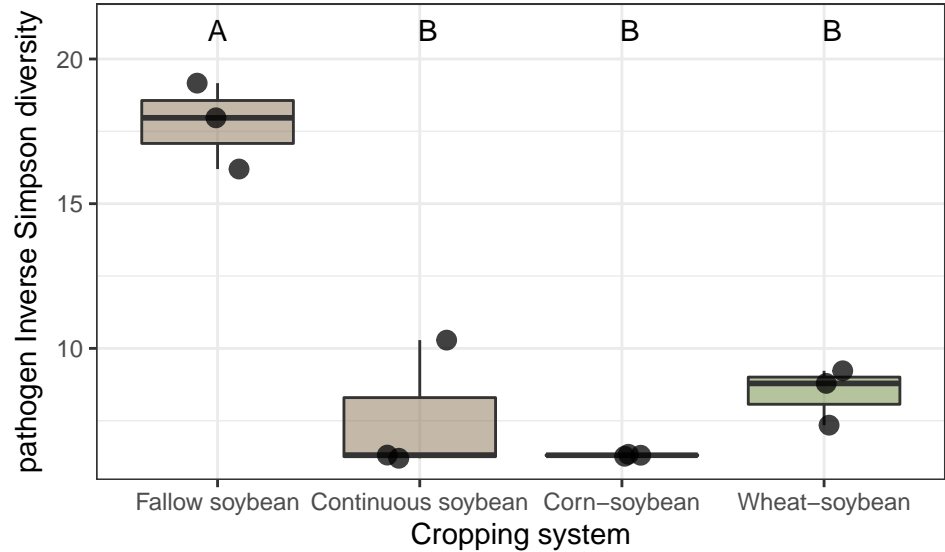 A B B B
pathogen Inverse Simpson diversity
20
15
10
Fallow soybean Continuous soybean Corn−soybean Wheat−soybean
Cropping system